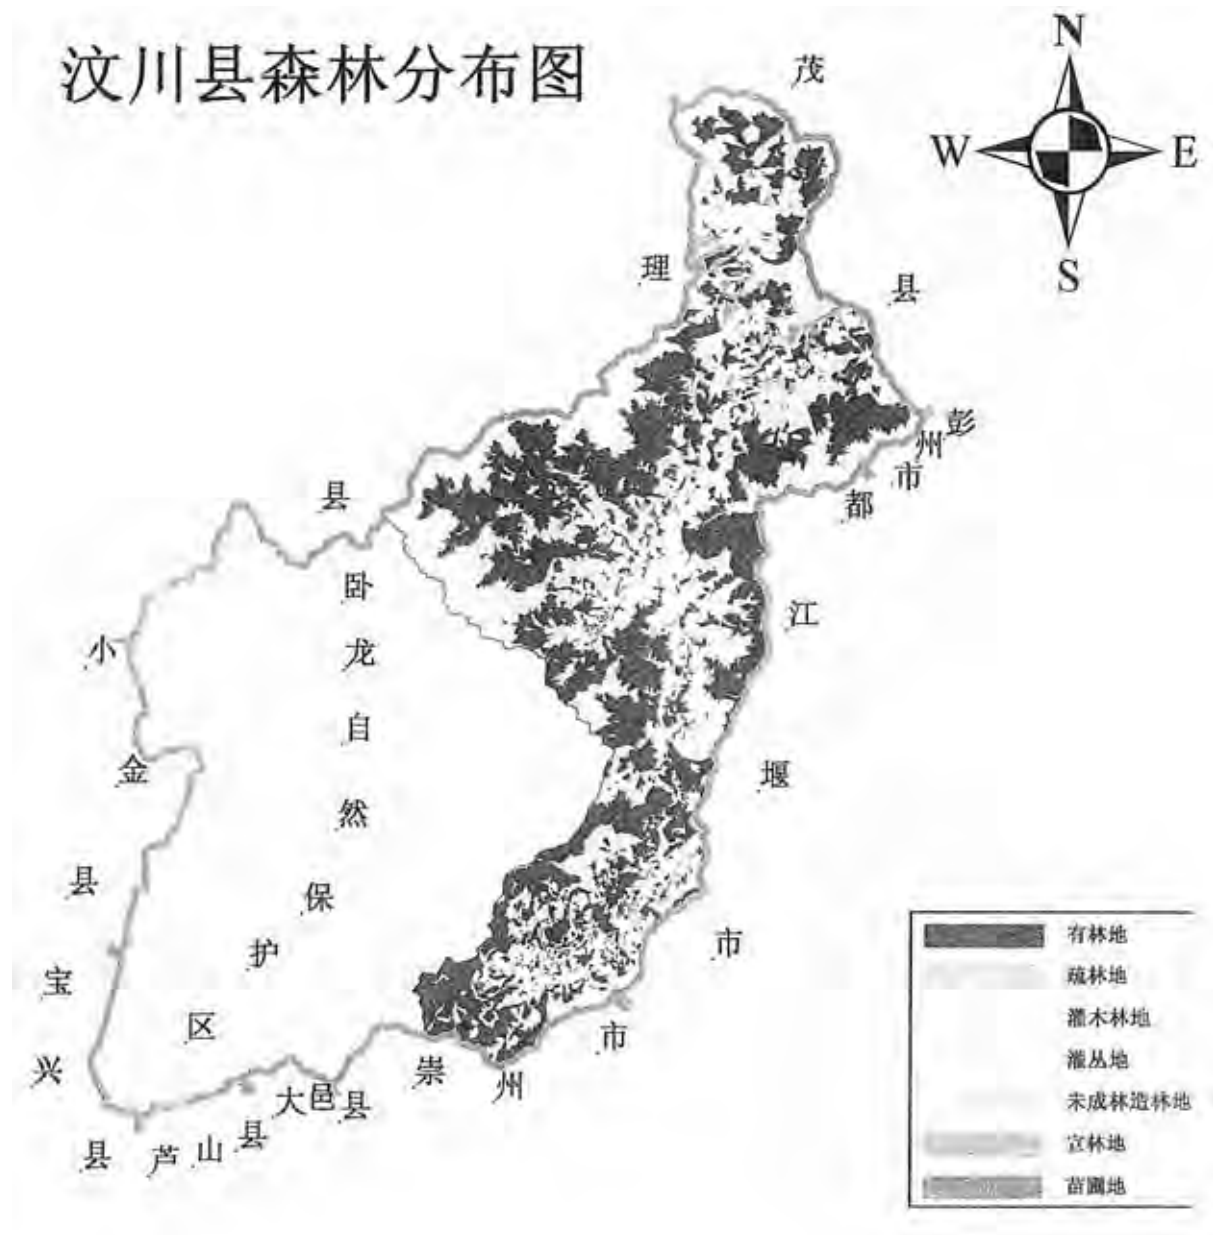 汶川县森林分布图
N
W E
S
茂县
理县
彭州市
都江堰市
卧龙自然保护区
小金县
宝兴县
芦山县
大邑县
崇州市
有林地
疏林地
灌木林地
灌丛地
未成林造林地
宜林地
苗圃地